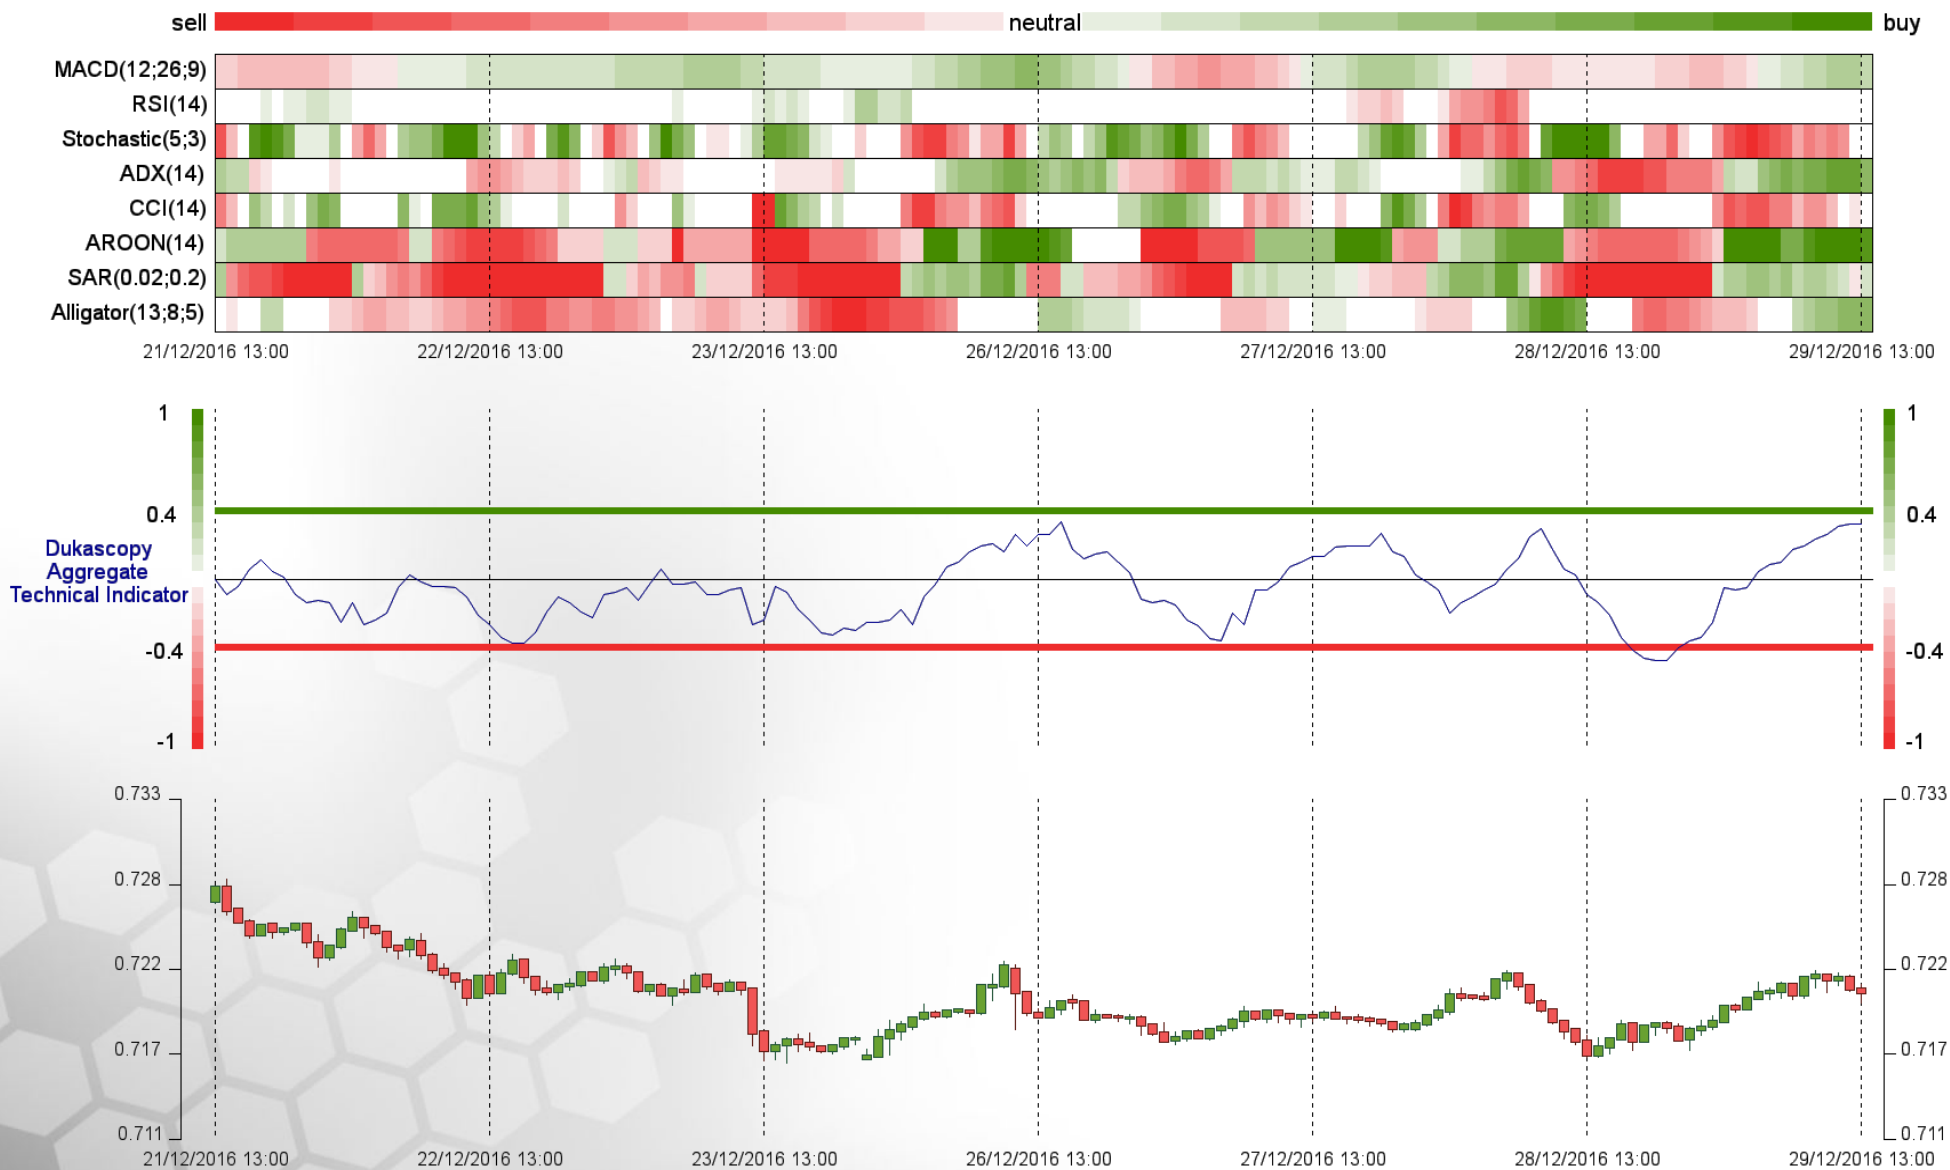 sell neutral buy
MACD(12;26;9)
RSI(14)
Stochastic(5;3)
ADX(14)
CCI(14)
AROON(14)
SAR(0.02;0.2)
Alligator(13;8;5)
21/12/2016 13:00 22/12/2016 13:00 23/12/2016 13:00 26/12/2016 13:00 27/12/2016 13:00 28/12/2016 13:00 29/12/2016 13:00
1 1
0.4 0.4
Dukascopy
Aggregate
Technical Indicator
-0.4 -0.4
-1 -1
0.733 0.733
0.728 0.728
0.722 0.722
0.717 0.717
0.711 0.711
21/12/2016 13:00 22/12/2016 13:00 23/12/2016 13:00 26/12/2016 13:00 27/12/2016 13:00 28/12/2016 13:00 29/12/2016 13:00